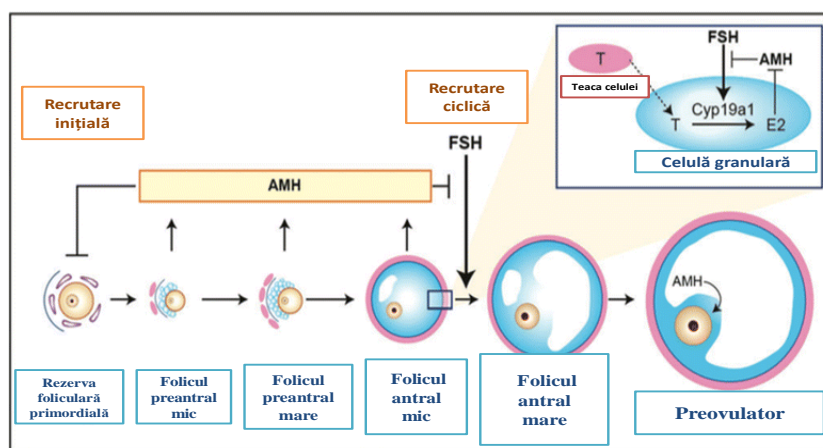 FSH
AMH
T
Teaca celulei
Cyp19a1
T
E2
Celulă granulară
Recrutare
inițială
Recrutare
ciclică
FSH
AMH
AMH
Rezerva
foliculară
primordială
Folicul
preantral
mic
Folicul
preantral
mare
Folicul
antral
mic
Folicul
antral
mare
Preovulator